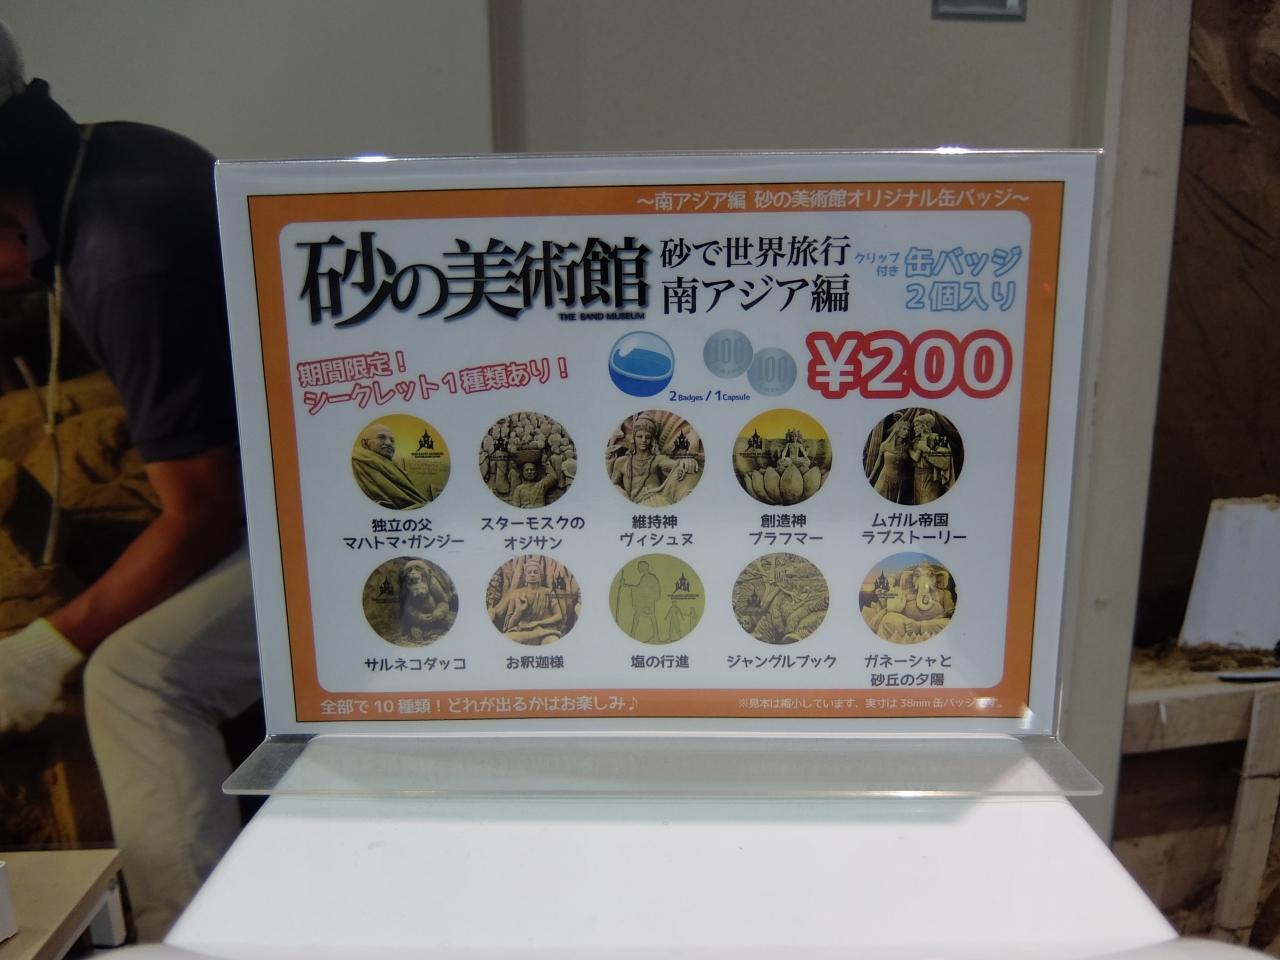 ～南アジア編 砂の美術館オリジナル缶バッジ～
砂の美術館
THE SAND MUSEUM
砂で世界旅行
南アジア編
クリップ付き
缶バッジ
2個入り
期間限定！
シークレット1種類あり！
100
100
2Badges / 1Capsule
¥200
独立の父
マハトマ・ガンジー
スターモスクの
オジサン
維持神
ヴィシュヌ
創造神
ブラフマー
ムガル帝国
ラブストーリー
サルネコダッコ
お釈迦様
塩の行進
ジャングルブック
ガネーシャと
砂丘の夕陽
全部で10種類！どれが出るかはお楽しみ♪
※見本は縮小しています、実寸は38mm缶バッジ